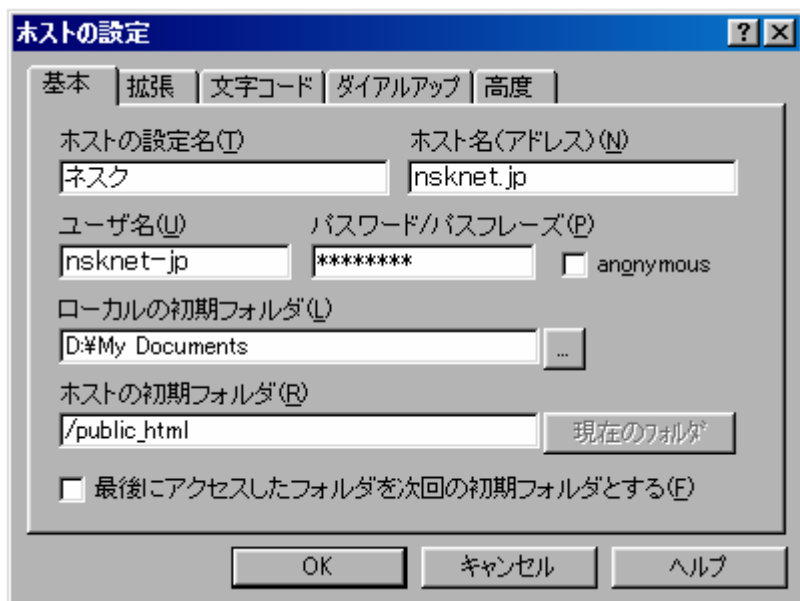 ホストの設定
基本 拡張 文字コード ダイアルアップ 高度
ホストの設定名(T) ホスト名(アドレス)(N)
ネスク nsknet.jp
ユーザ名(U) パスワード/パスフレーズ(P)
nsknet-jp ******** anonymous
ローカルの初期フォルダ(L)
D:¥My Documents ...
ホストの初期フォルダ(R)
/public_html 現在のフォルダ
最後にアクセスしたフォルダを次回の初期フォルダとする(F)
OK キャンセル ヘルプ